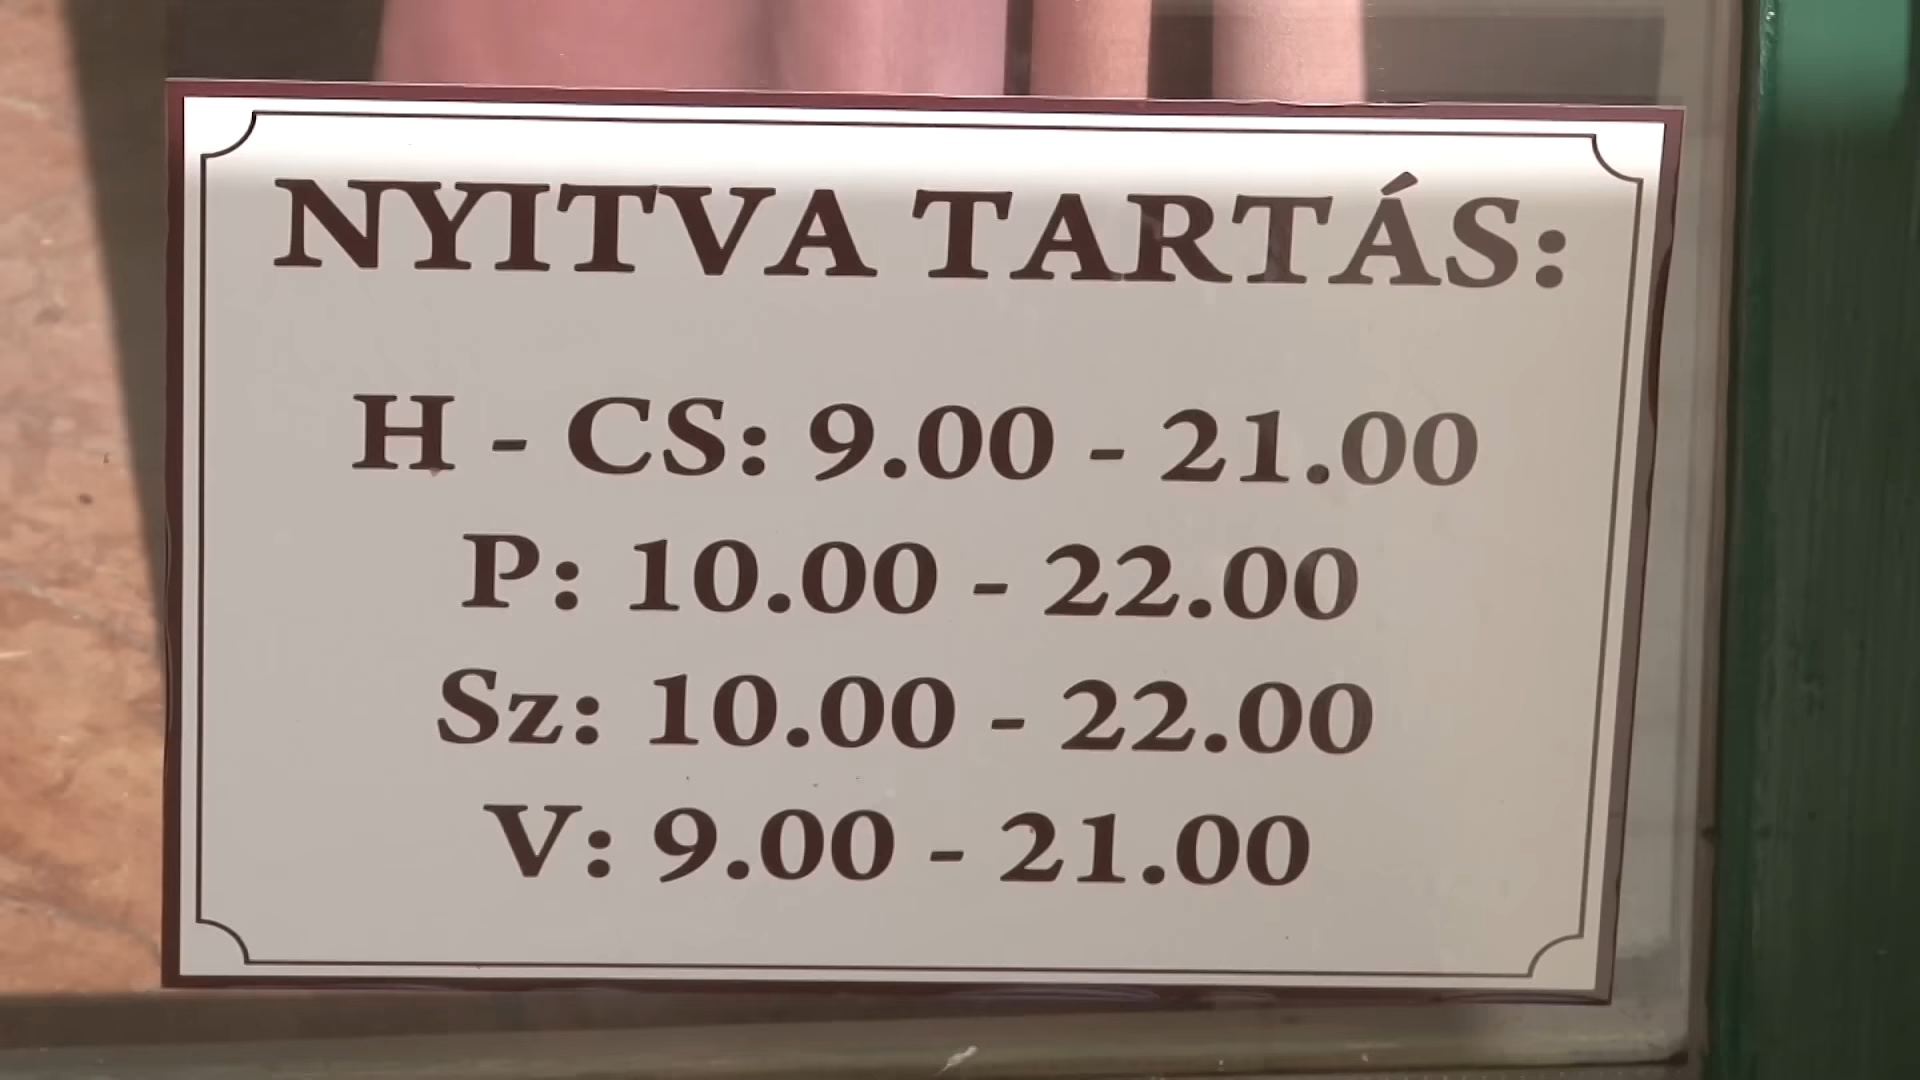 NYITVA TARTÁS:
H - CS: 9.00 - 21.00
P: 10.00 - 22.00
Sz: 10.00 - 22.00
V: 9.00 - 21.00